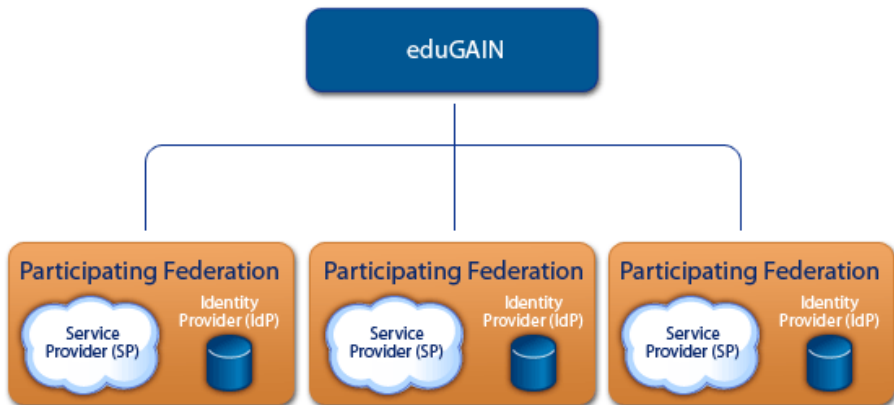 eduGAIN
Participating Federation
Service
Provider (SP)
Identity
Provider (IdP)
Participating Federation
Service
Provider (SP)
Identity
Provider (IdP)
Participating Federation
Service
Provider (SP)
Identity
Provider (IdP)